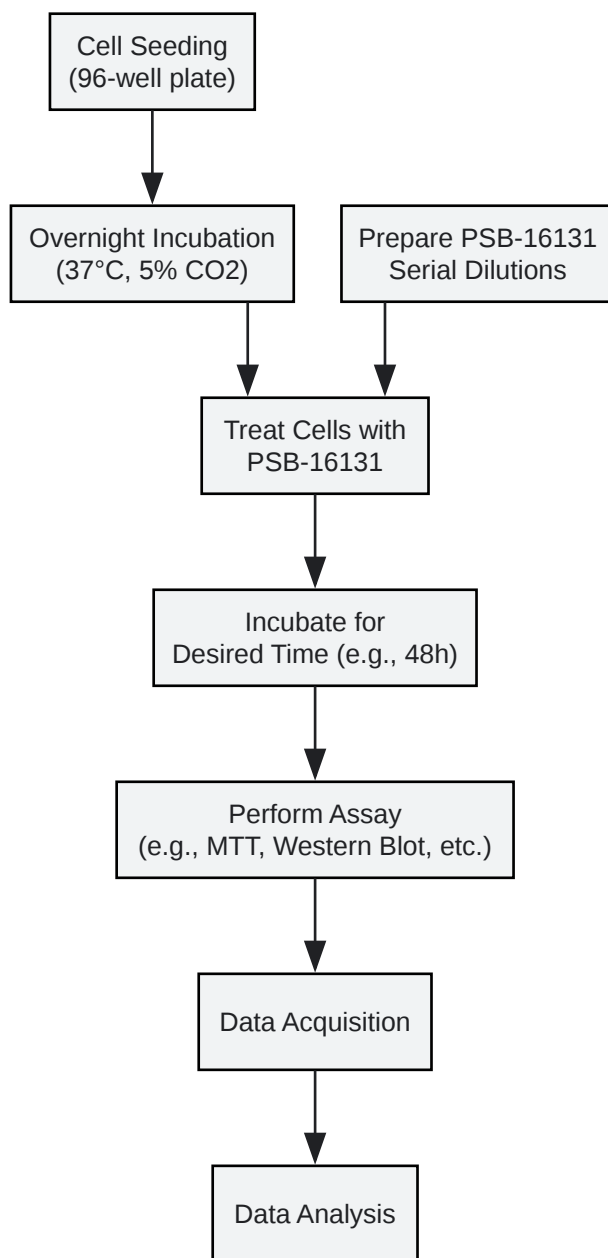 Cell Seeding
(96-well plate)
Overnight Incubation
(37°C, 5% CO2)
Prepare PSB-16131
Serial Dilutions
Treat Cells with
PSB-16131
Incubate for
Desired Time (e.g., 48h)
Perform Assay
(e.g., MTT, Western Blot, etc.)
Data Acquisition
Data Analysis